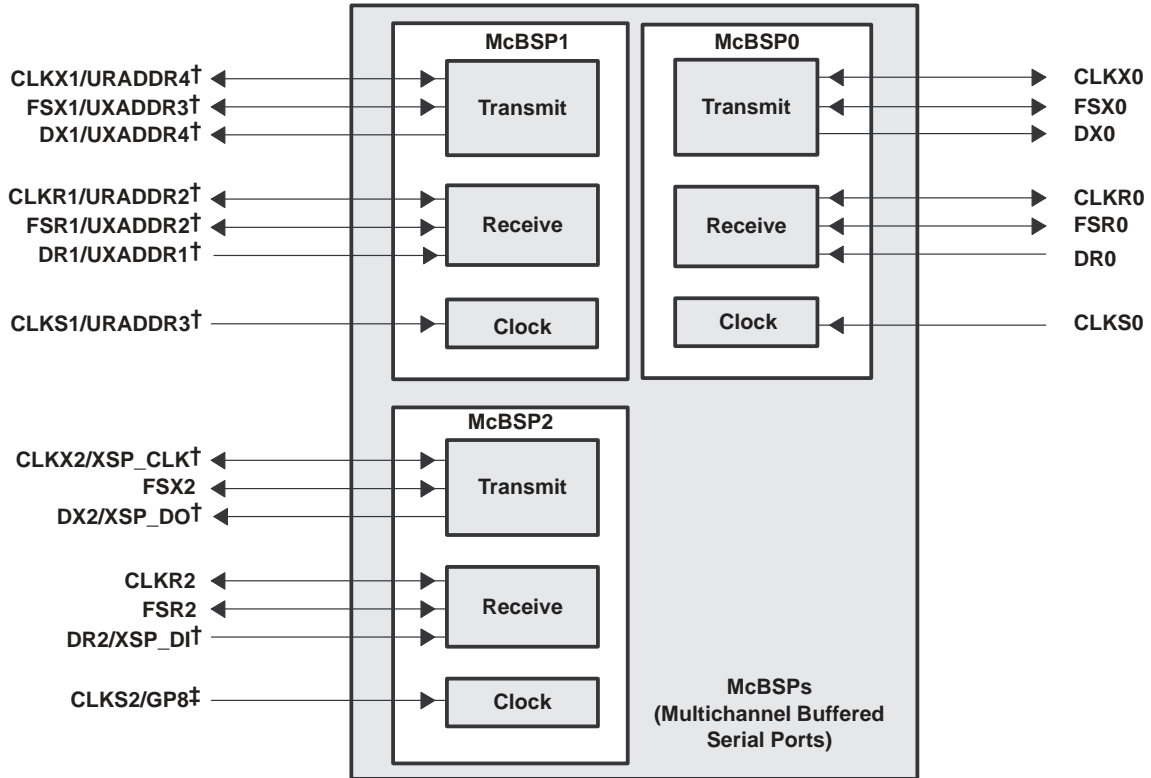 McBSP1
McBSP0
CLKX1/URADDR4†
FSX1/UXADDR3†
DX1/UXADDR4†
Transmit
Transmit
CLKX0
FSX0
DX0
CLKR1/URADDR2†
FSR1/UXADDR2†
DR1/UXADDR1†
Receive
Receive
CLKR0
FSR0
DR0
CLKS1/URADDR3†
Clock
Clock
CLKS0
McBSP2
CLKX2/XSP_CLK†
FSX2
DX2/XSP_DO†
Transmit
CLKR2
FSR2
DR2/XSP_DI†
Receive
CLKS2/GP8‡
Clock
McBSPs
(Multichannel Buffered
Serial Ports)